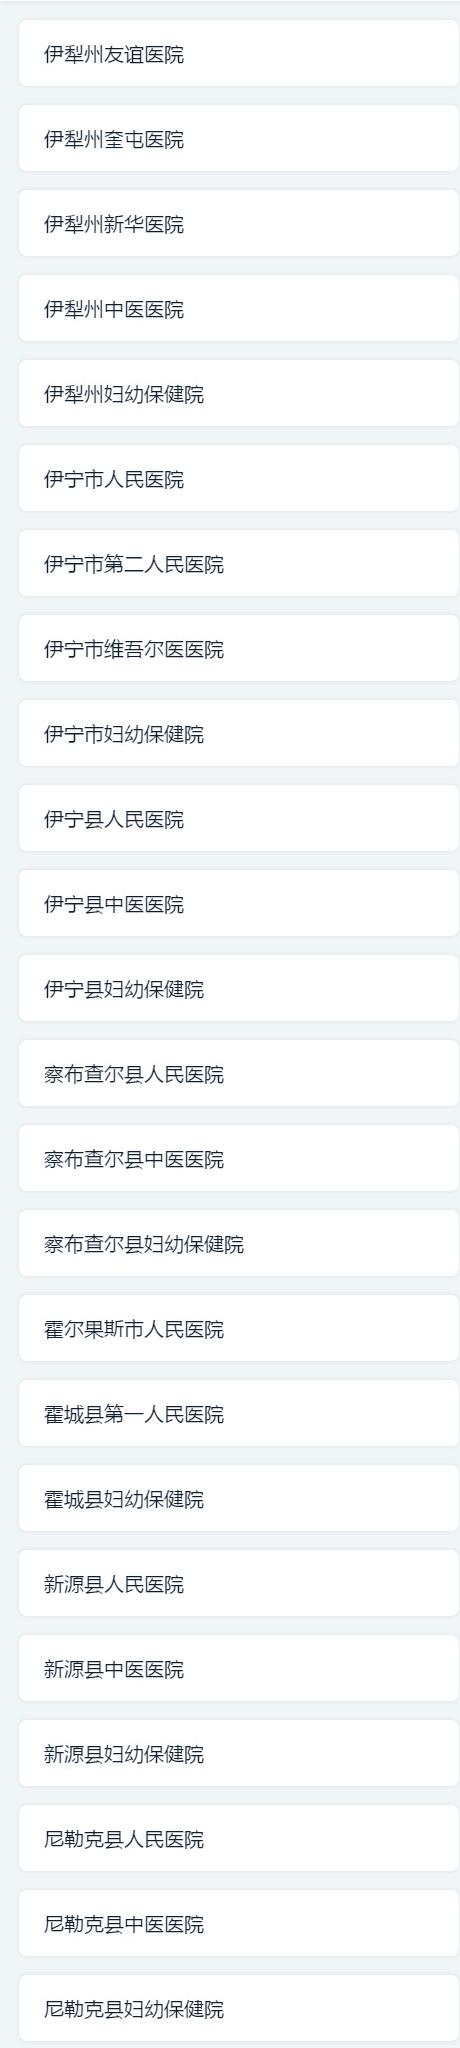 伊犁州友谊医院
伊犁州奎屯医院
伊犁州新华医院
伊犁州中医医院
伊犁州妇幼保健院
伊宁市人民医院
伊宁市第二人民医院
伊宁市维吾尔医医院
伊宁市妇幼保健院
伊宁县人民医院
伊宁县中医医院
伊宁县妇幼保健院
察布查尔县人民医院
察布查尔县中医医院
察布查尔县妇幼保健院
霍尔果斯市人民医院
霍城县第一人民医院
霍城县妇幼保健院
新源县人民医院
新源县中医医院
新源县妇幼保健院
尼勒克县人民医院
尼勒克县中医医院
尼勒克县妇幼保健院